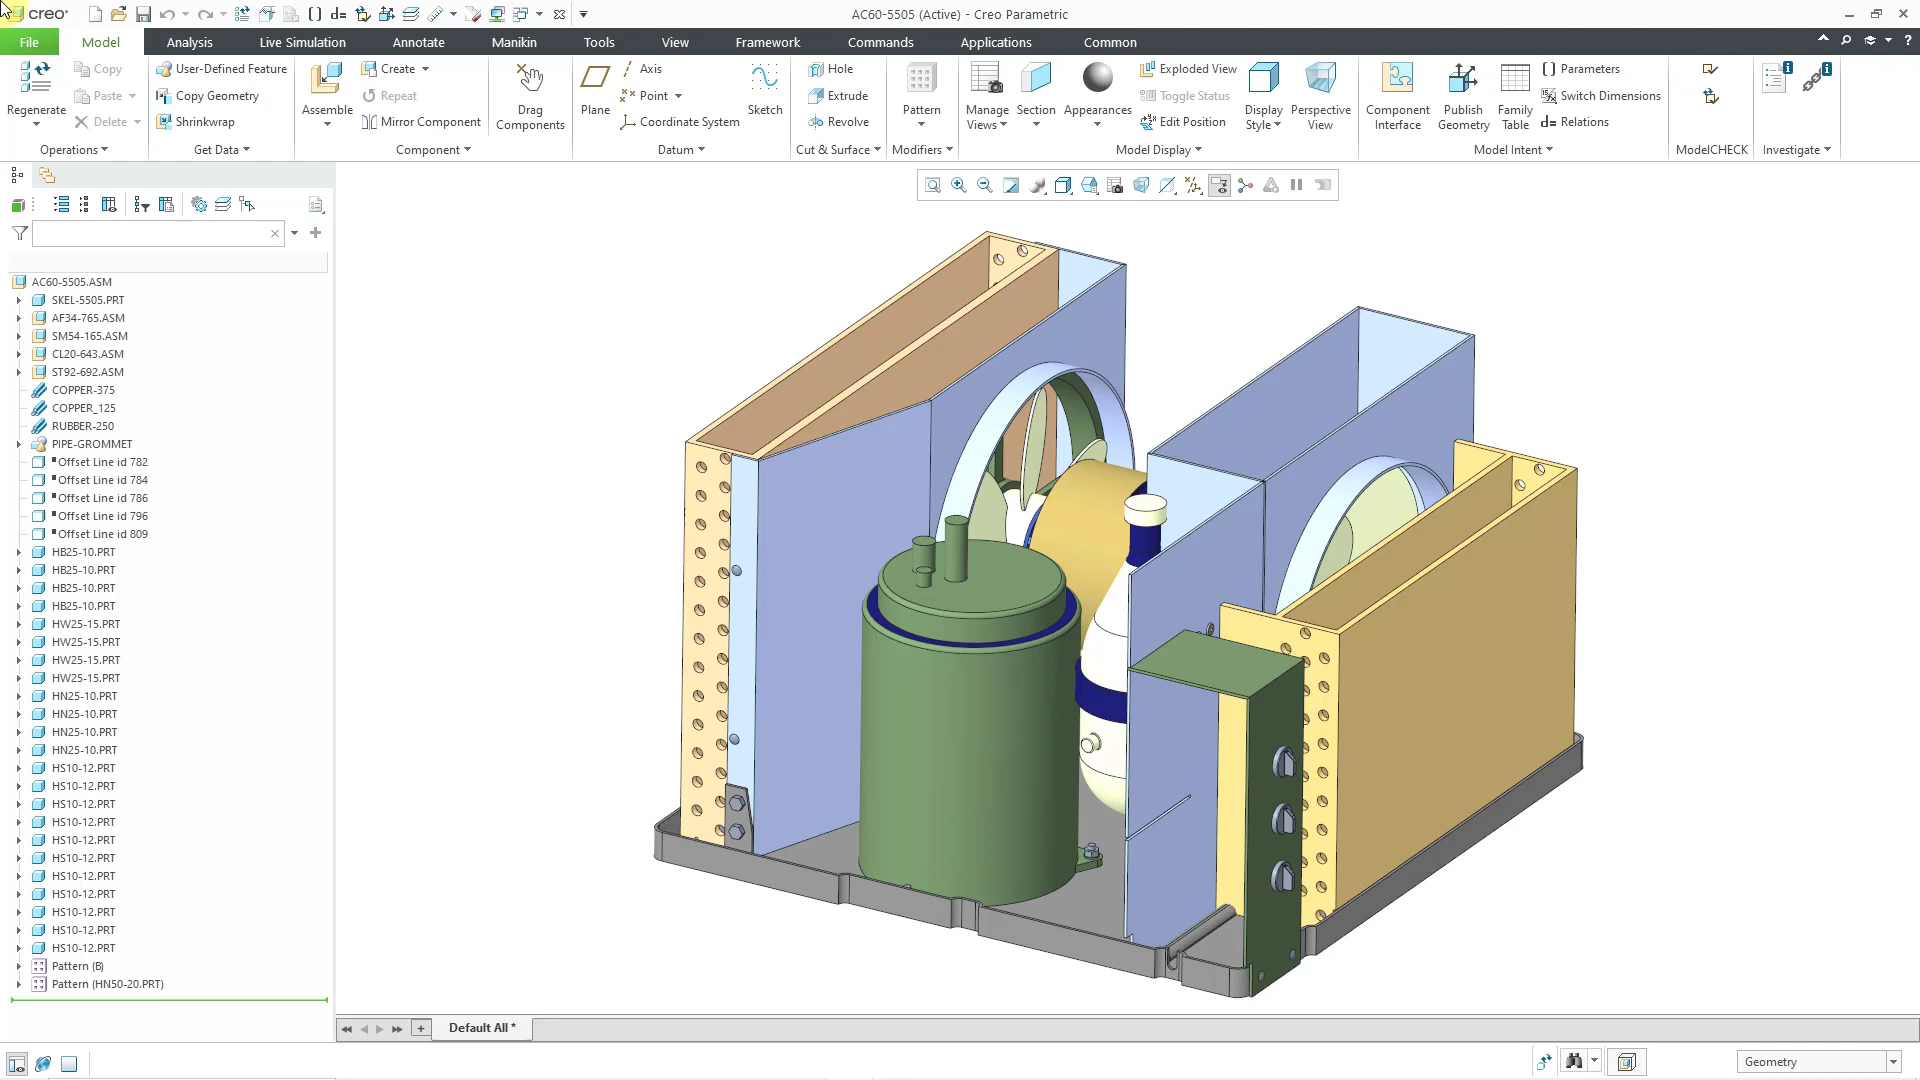 creo
AC60-5505 (Active) - Creo Parametric
File
Model
Analysis
Live Simulation
Annotate
Manikin
Tools
View
Framework
Commands
Applications
Common
Regenerate
Copy
Paste
Delete
Operations
User-Defined Feature
Copy Geometry
Shrinkwrap
Get Data
Assemble
Create
Repeat
Mirror Component
Component
Drag
Components
Plane
Axis
Point
Coordinate System
Sketch
Datum
Hole
Extrude
Revolve
Cut & Surface
Pattern
Modifiers
Manage
Views
Section
Appearances
Exploded View
Toggle Status
Edit Position
Display
Style
Perspective
View
Model Display
Component
Interface
Publish
Geometry
Family
Table
Parameters
Switch Dimensions
d= Relations
Model Intent
ModelCHECK
Investigate
AC60-5505.ASM
SKEL-5505.PRT
AF34-765.ASM
SM54-165.ASM
CL20-643.ASM
ST92-692.ASM
COPPER-375
COPPER_125
RUBBER-250
PIPE-GROMMET
Offset Line id 782
Offset Line id 784
Offset Line id 786
Offset Line id 796
Offset Line id 809
HB25-10.PRT
HB25-10.PRT
HB25-10.PRT
HB25-10.PRT
HW25-15.PRT
HW25-15.PRT
HW25-15.PRT
HW25-15.PRT
HN25-10.PRT
HN25-10.PRT
HN25-10.PRT
HN25-10.PRT
HS10-12.PRT
HS10-12.PRT
HS10-12.PRT
HS10-12.PRT
HS10-12.PRT
HS10-12.PRT
HS10-12.PRT
HS10-12.PRT
HS10-12.PRT
HS10-12.PRT
HS10-12.PRT
Pattern (B)
Pattern (HN50-20.PRT)
Default All *
Geometry